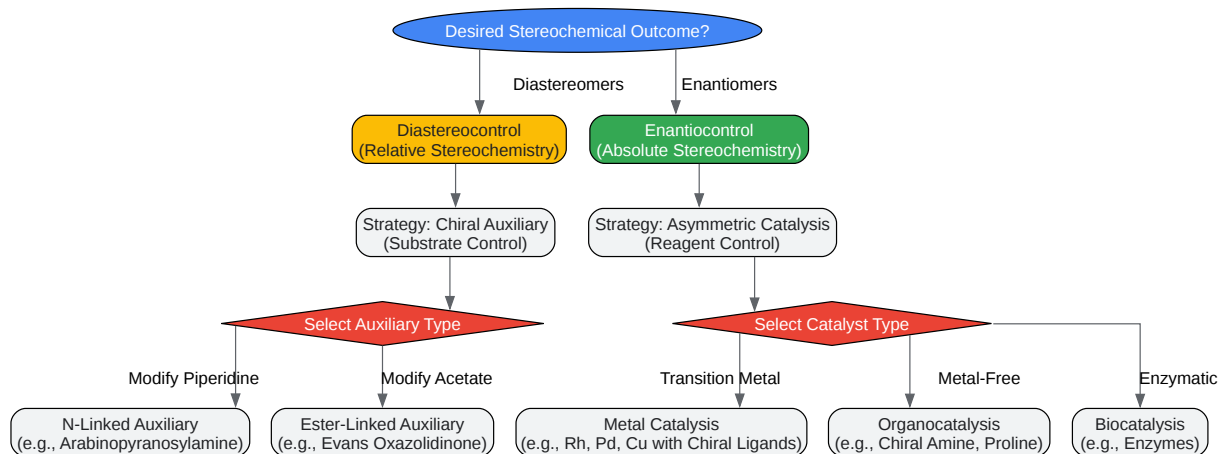 Desired Stereochemical Outcome?
Diastereomers
Enantiomers
Diastereocontrol
(Relative Stereochemistry)
Enantiocontrol
(Absolute Stereochemistry)
Strategy: Chiral Auxiliary
(Substrate Control)
Strategy: Asymmetric Catalysis
(Reagent Control)
Select Auxiliary Type
Select Catalyst Type
Modify Piperidine
Modify Acetate
Transition Metal
Metal-Free
Enzymatic
N-Linked Auxiliary
(e.g., Arabinopyranosylamine)
Ester-Linked Auxiliary
(e.g., Evans Oxazolidinone)
Metal Catalysis
(e.g., Rh, Pd, Cu with Chiral Ligands)
Organocatalysis
(e.g., Chiral Amine, Proline)
Biocatalysis
(e.g., Enzymes)